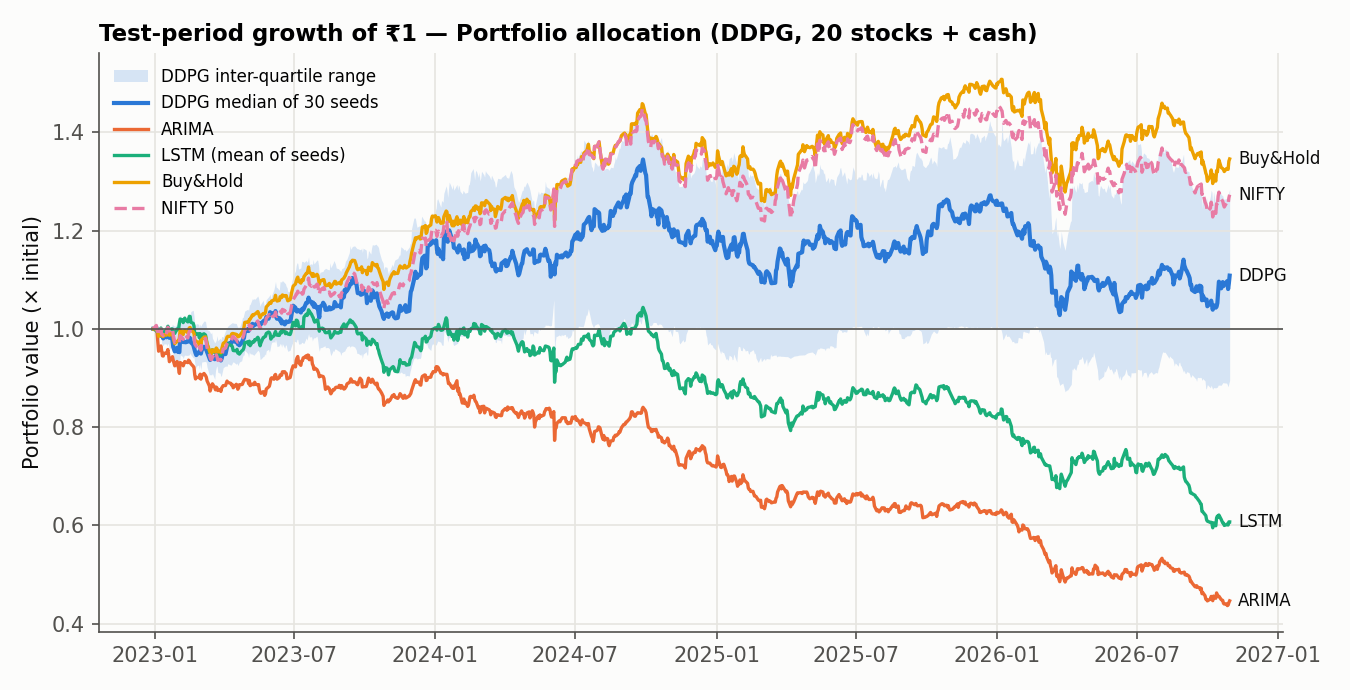 Test-period growth of ₹1 — Portfolio allocation (DDPG, 20 stocks + cash)
DDPG inter-quartile range
DDPG median of 30 seeds
ARIMA
LSTM (mean of seeds)
Buy&Hold
NIFTY 50
Portfolio value (× initial)
1.4
1.2
1.0
0.8
0.6
0.4
Buy&Hold
NIFTY
DDPG
LSTM
ARIMA
2023-01 2023-07 2024-01 2024-07 2025-01 2025-07 2026-01 2026-07 2027-01